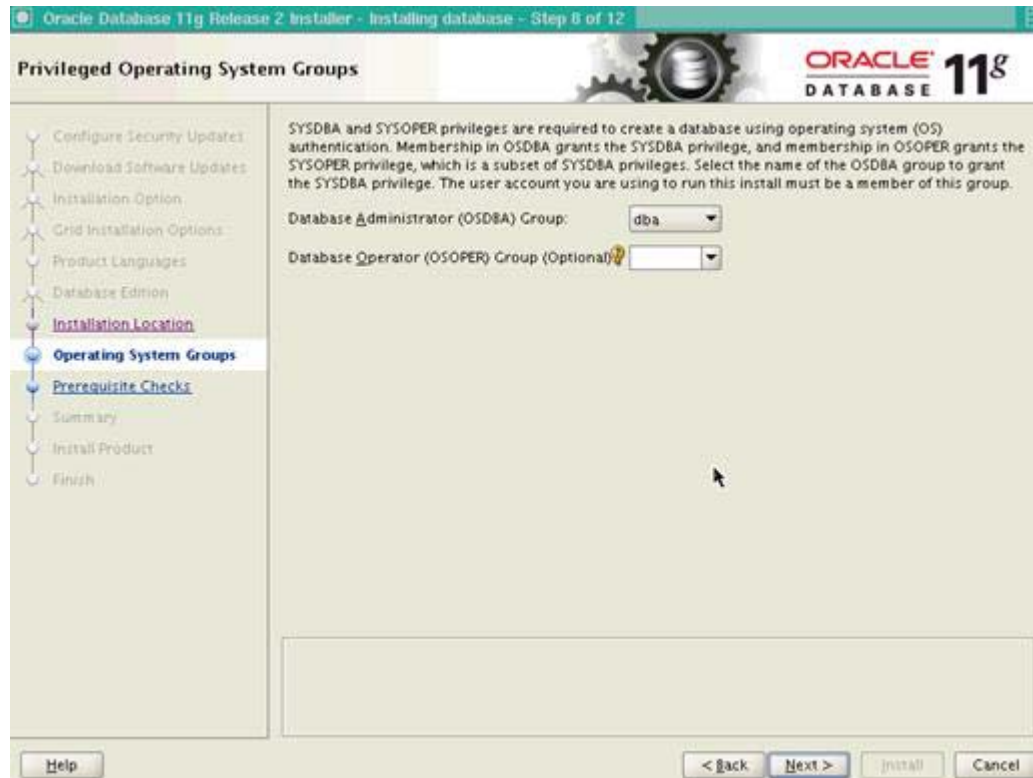 Oracle Database 11g Release 2 Installer - Installing database - Step 8 of 12
Privileged Operating System Groups
ORACLE
DATABASE
11g
Configure Security Updates
Download Software Updates
Installation Option
Grid Installation Options
Product Languages
Database Edition
Installation Location
Operating System Groups
Prerequisite Checks
Summary
Install Product
Finish
SYSDBA and SYSOPER privileges are required to create a database using operating system (OS)
authentication. Membership in OSDBA grants the SYSDBA privilege, and membership in OSOPER grants the
SYSOPER privilege, which is a subset of SYSDBA privileges. Select the name of the OSDBA group to grant
the SYSDBA privilege. The user account you are using to run this install must be a member of this group.
Database Administrator (OSDBA) Group: dba
Database Operator (OSOPER) Group (Optional)
Help
< Back
Next >
Install
Cancel